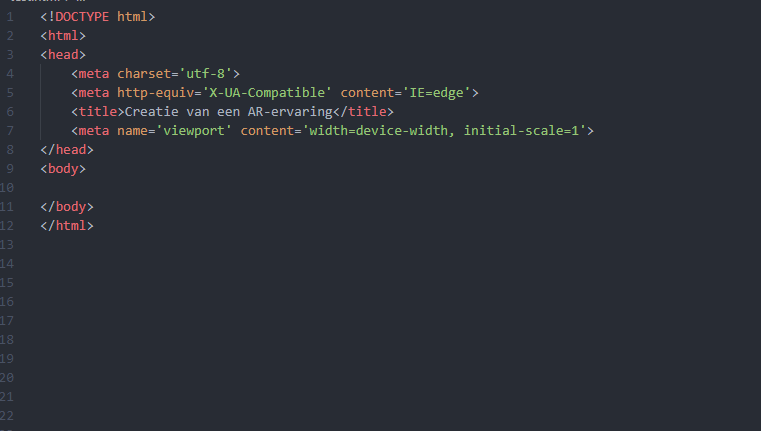 1 <!DOCTYPE html>
2 <html>
3 <head>
4 <meta charset='utf-8'>
5 <meta http-equiv='X-UA-Compatible' content='IE=edge'>
6 <title>Creatie van een AR-ervaring</title>
7 <meta name='viewport' content='width=device-width, initial-scale=1'>
8 </head>
9 <body>
10
11 </body>
12 </html>
13
14
15
16
17
18
19
20
21
22